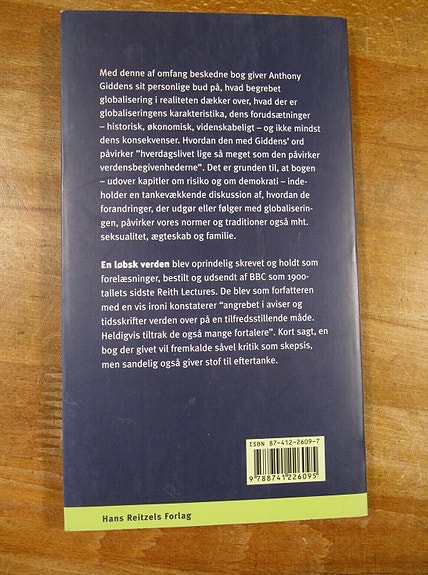 Med denne af omfang beskedne bog giver Anthony
Giddens sit personlige bud på, hvad begrebet
globalisering i realiteten dækker over, hvad der er
globaliseringens karakteristika, dens forudsætninger
– historisk, økonomisk, videnskabeligt – og ikke mindst
dens konsekvenser. Hvordan den med Giddens' ord
påvirker "hverdagslivet lige så meget som den påvirker
verdensbegivenhederne". Det er grunden til, at bogen
– udover kapitler om risiko og om demokrati – inde-
holder en tankevækkende diskussion af, hvordan de
forandringer, der udgør eller følger med globaliserin-
gen, påvirker vores normer og traditioner også mht.
seksualitet, ægteskab og familie.
En løbsk verden blev oprindelig skrevet og holdt som
forelæsninger, bestilt og udsendt af BBC som 1900-
tallets sidste Reith Lectures. De blev som forfatteren
med en vis ironi konstaterer "angrebet i aviser og
tidsskrifter verden over på en tilfredsstillende måde.
Heldigvis tiltrak de også mange fortalere". Kort sagt, en
bog der givet vil fremkalde såvel kritik som skepsis,
men sandelig også giver stof til eftertanke.
ISBN 87-412-2609-7
9 788741 226095
Hans Reitzels Forlag